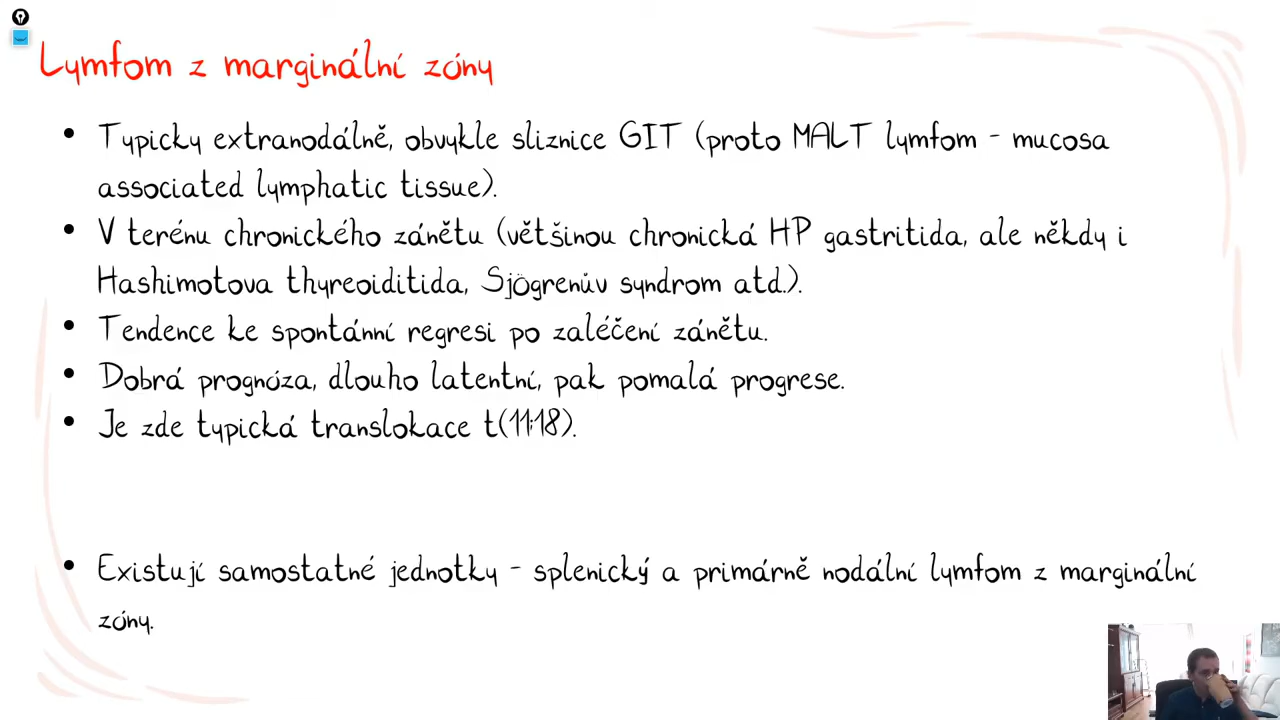 Lymfom z marginální zóny
• Typicky extranodálně, obvykle sliznice GIT (proto MALT lymfom - mucosa
associated lymphatic tissue).
• V terénu chronického zánětu (většinou chronická HP gastritida, ale někdy i
Hashimotova thyreoiditida, Sjögrenův syndrom atd.).
• Tendence ke spontánní regresi po zaléčení zánětu.
• Dobrá prognóza, dlouho latentní, pak pomalá progrese.
• Je zde typická translokace t(11:18).
• Existují samostatné jednotky - splenický a primárně nodální lymfom z marginální
zóny.